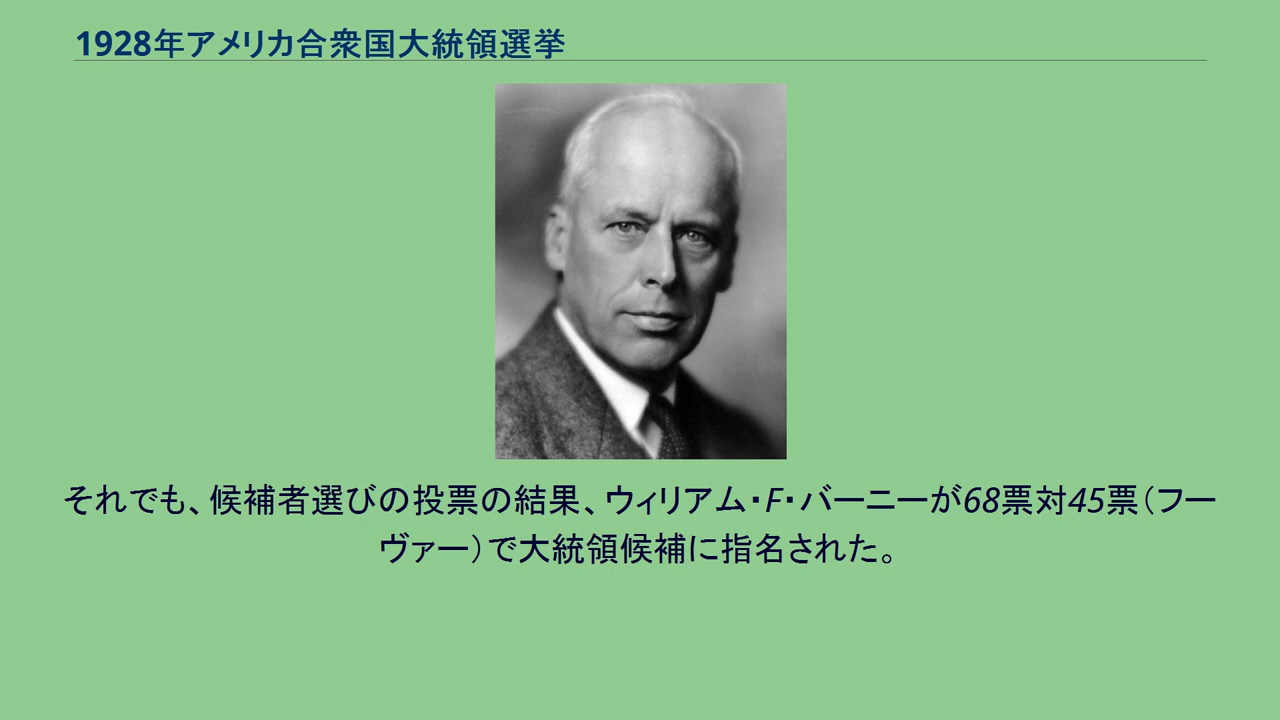 1928年アメリカ合衆国大統領選挙
それでも、候補者選びの投票の結果、ウィリアム・F・バーニーが68票対45票（フー
ヴァー）で大統領候補に指名された。